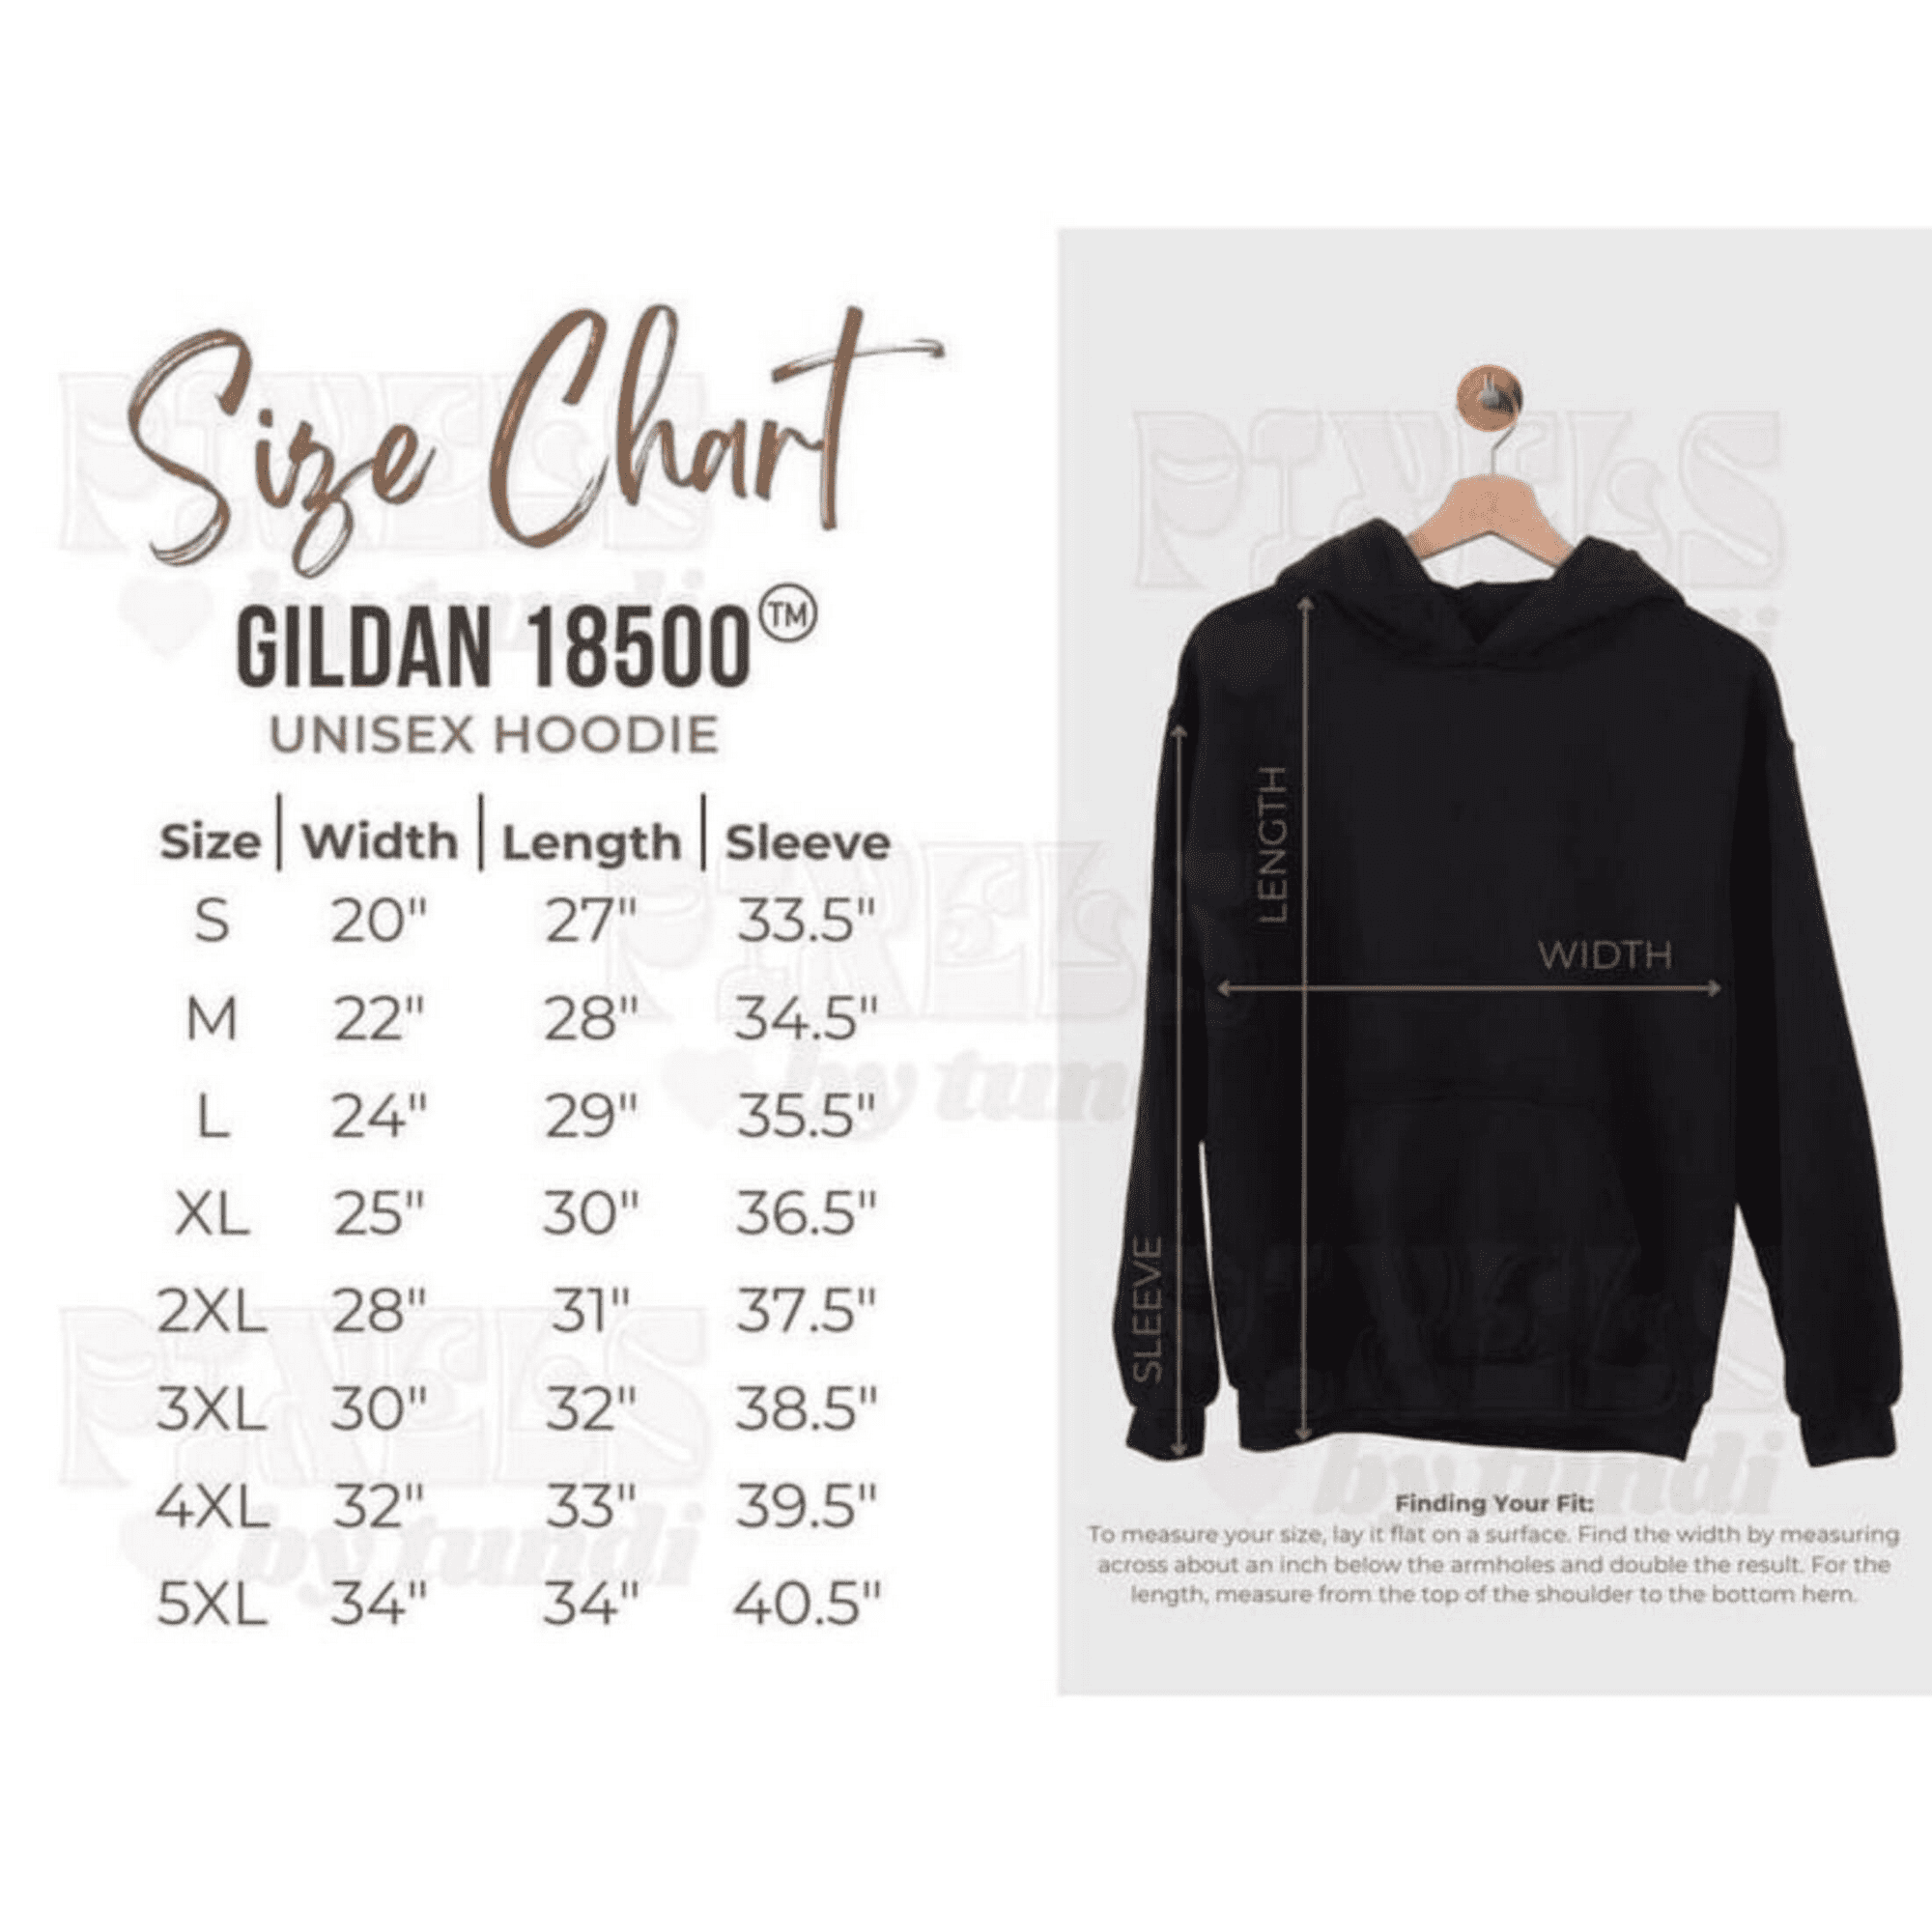 Size Chart
GILDAN 18500™
UNISEX HOODIE
Size | Width | Length | Sleeve
S 20" 27" 33.5"
M 22" 28" 34.5"
L 24" 29" 35.5"
XL 25" 30" 36.5"
2XL 28" 31" 37.5"
3XL 30" 32" 38.5"
4XL 32" 33" 39.5"
5XL 34" 34" 40.5"
LENGTH
WIDTH
SLEEVE
Finding Your Fit:
To measure your size, lay it flat on a surface. Find the width by measuring
across about an inch below the armholes and double the result. For the
length, measure from the top of the shoulder to the bottom hem.
PIXELS
by tundi